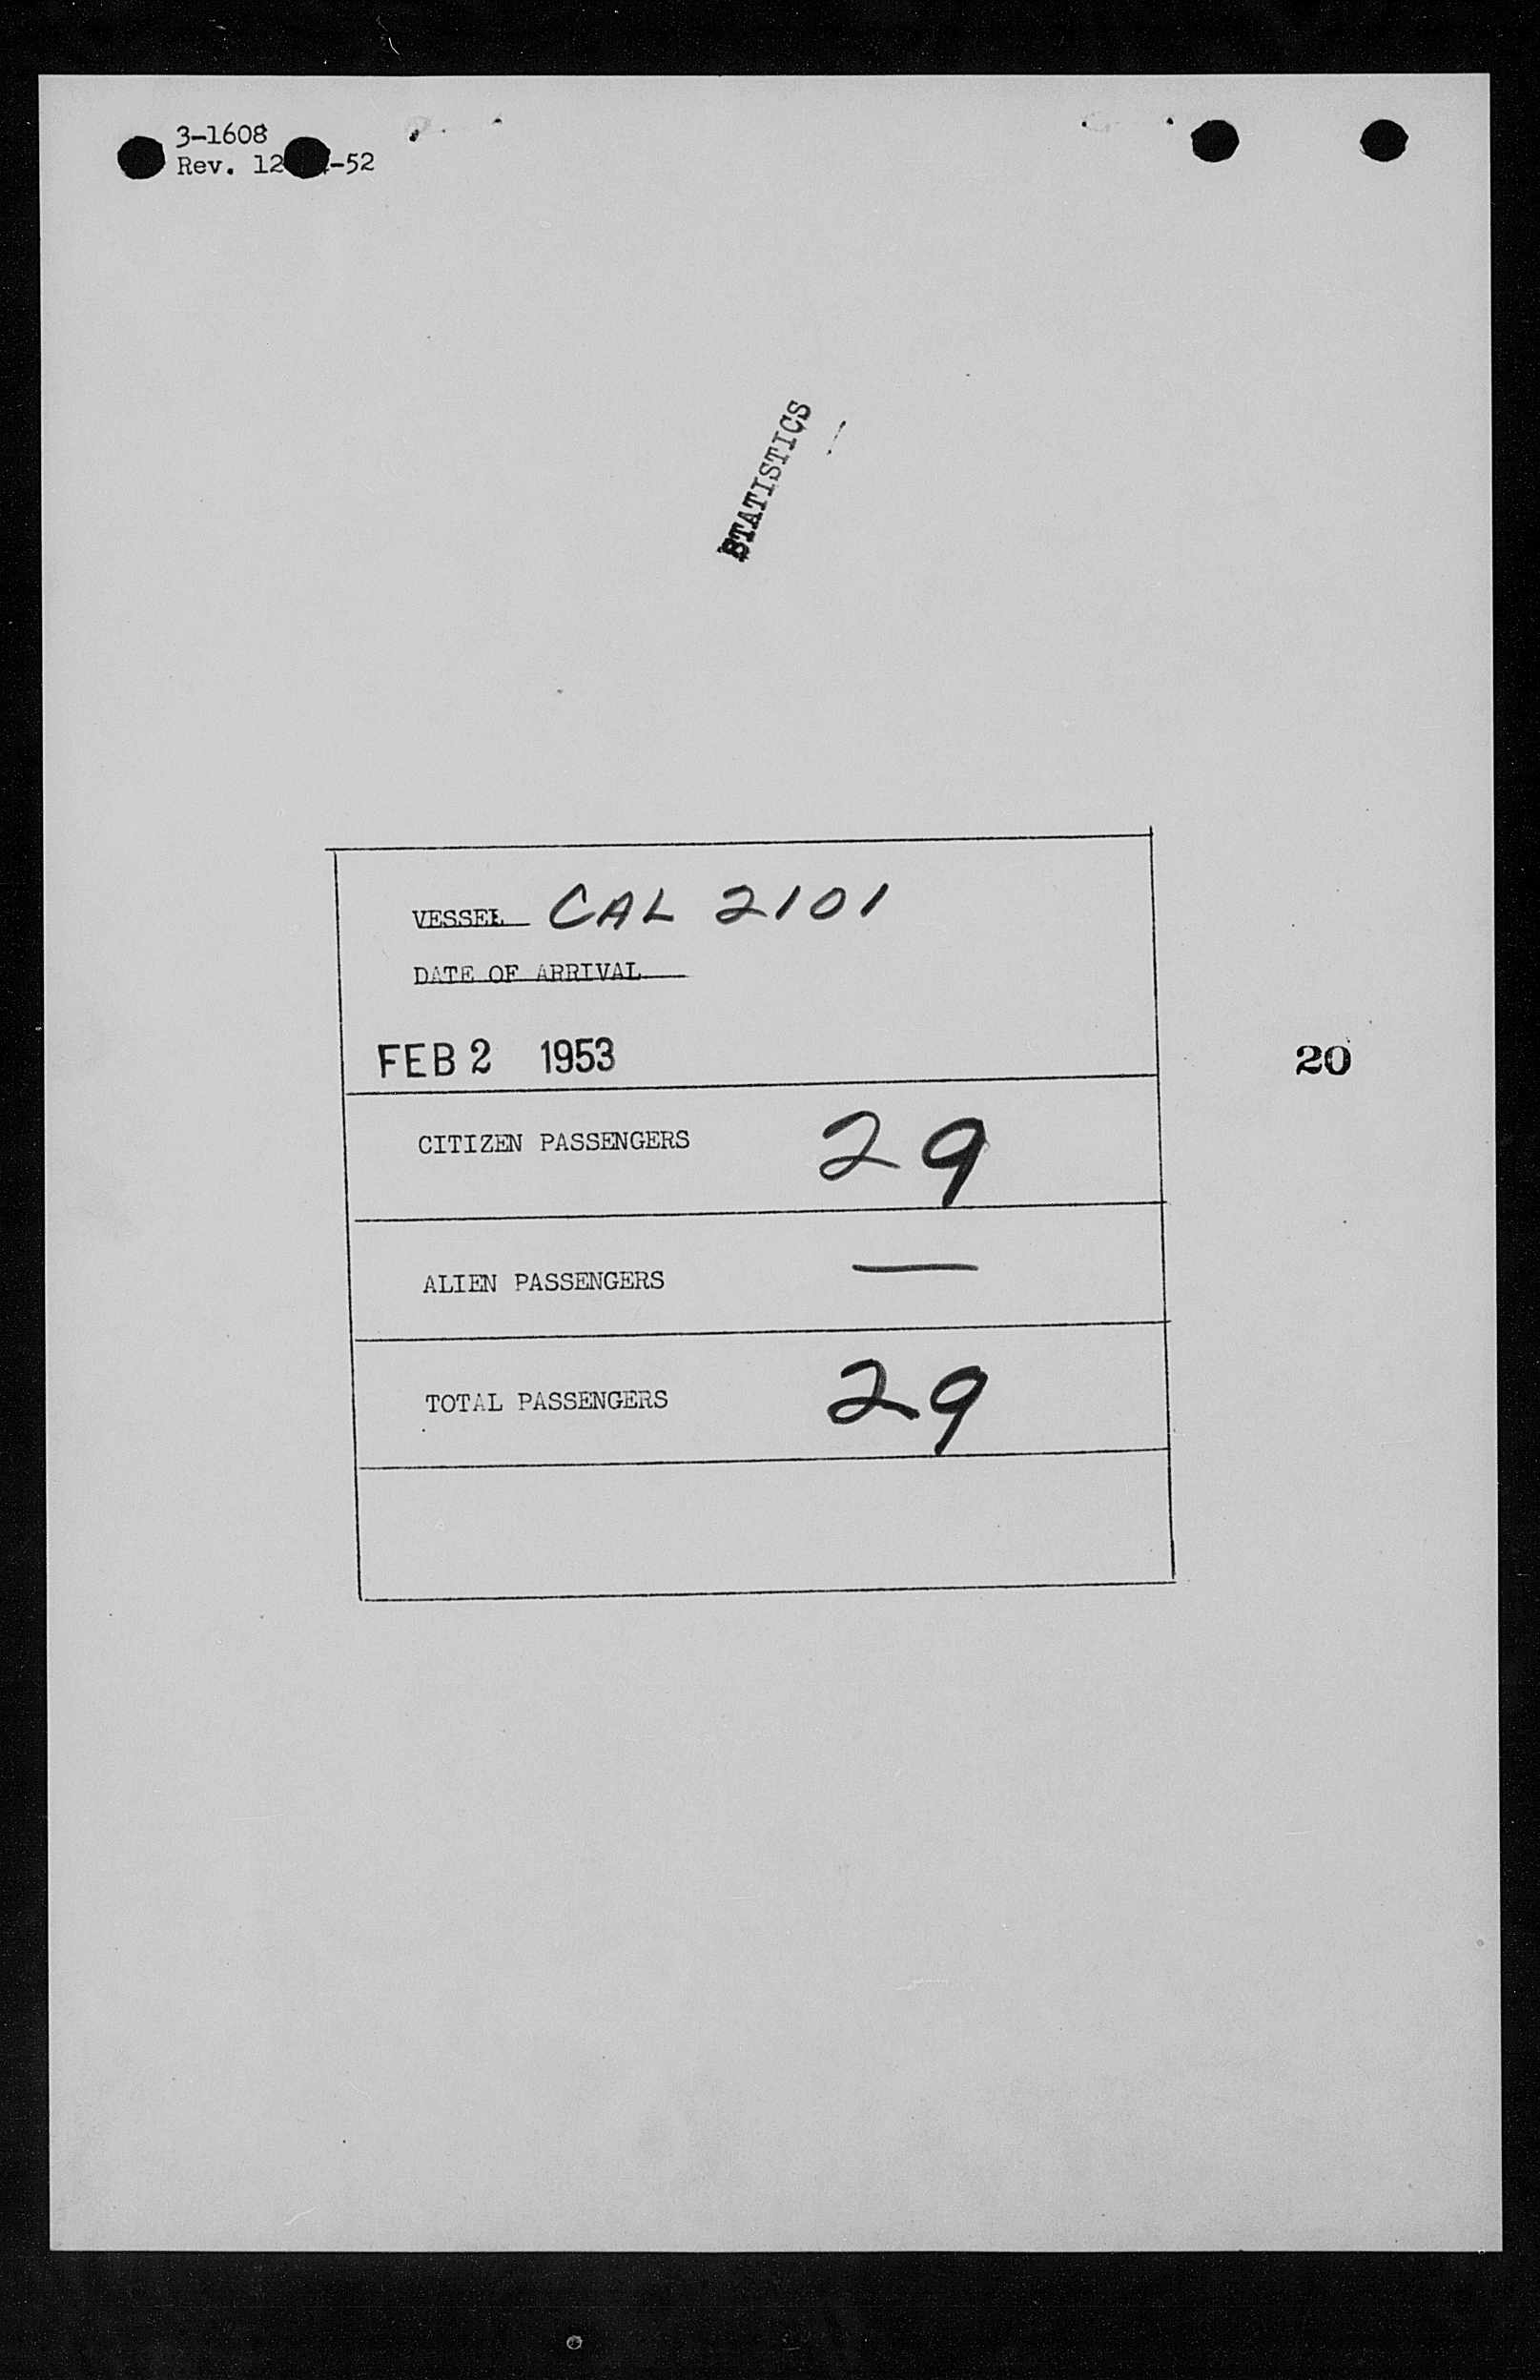 3-1608
Rev. 12 -52
STATISTICS
VESSEL CAL 2101
DATE OF ARRIVAL
FEB 2 1953
20
CITIZEN PASSENGERS 29
ALIEN PASSENGERS —
TOTAL PASSENGERS 29